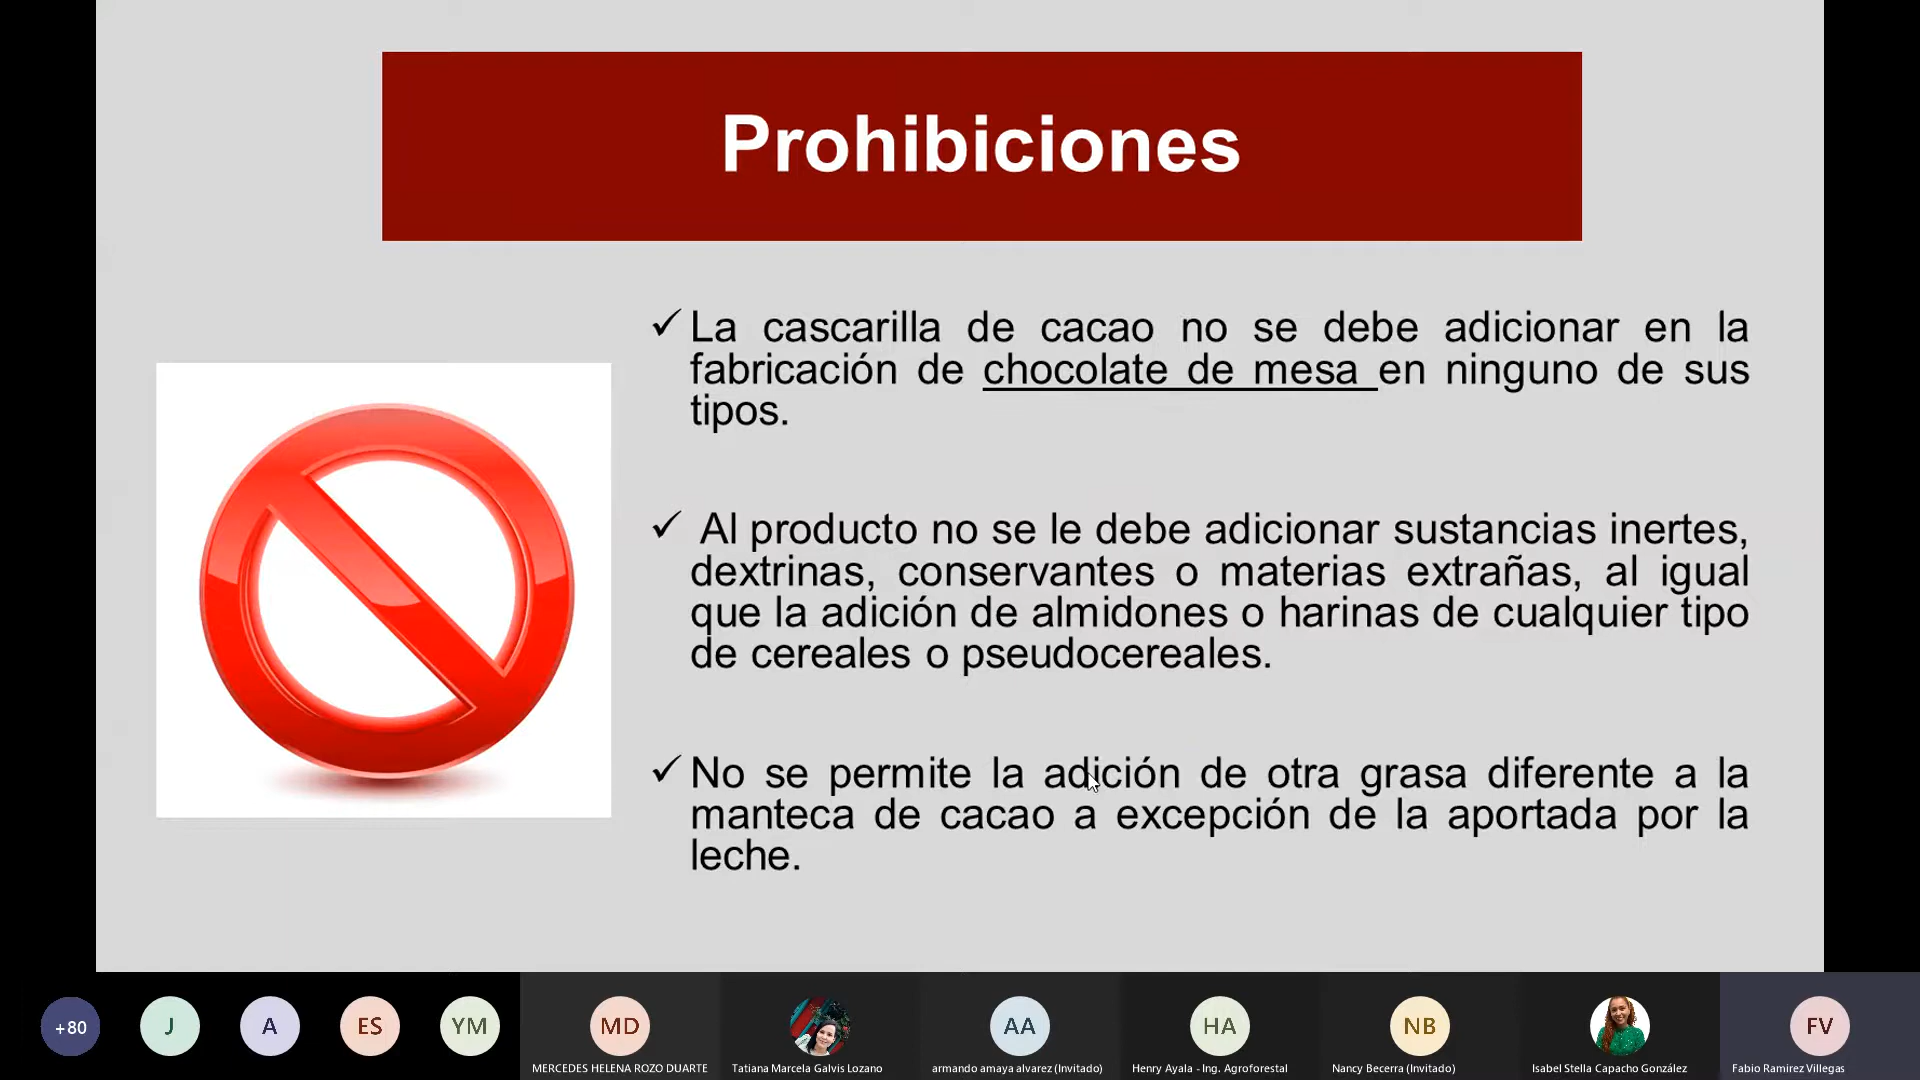 Prohibiciones
✓ La cascarilla de cacao no se debe adicionar en la
fabricación de chocolate de mesa en ninguno de sus
tipos.
✓ Al producto no se le debe adicionar sustancias inertes,
dextrinas, conservantes o materias extrañas, al igual
que la adición de almidones o harinas de cualquier tipo
de cereales o pseudocereales.
✓ No se permite la adición de otra grasa diferente a la
manteca de cacao a excepción de la aportada por la
leche.
+80 J A ES YM MD AA HA NB FV
MERCEDES HELENA ROZO DUARTE Tatiana Marcela Galvis Lozano armando amaya alvarez (Invitado) Henry Ayala - Ing. Agroforestal Nancy Becerra (Invitado) Isabel Stella Capacho González Fabio Ramirez Villegas